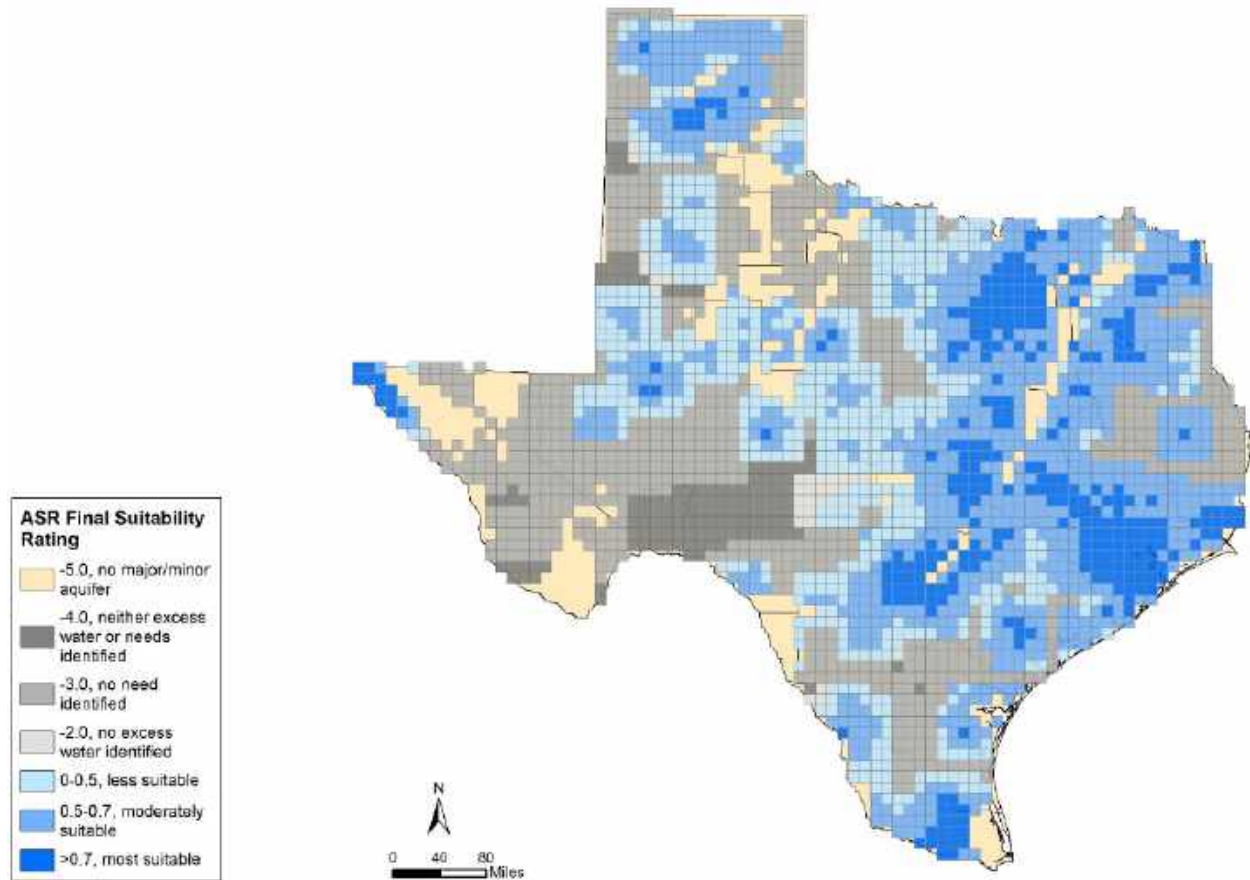 ASR Final Suitability
Rating
-5.0, no major/minor
aquifer
-4.0, neither excess
water or needs
identified
-3.0, no need
identified
-2.0, no excess
water identified
0-0.5, less suitable
0.5-0.7, moderately
suitable
>0.7, most suitable
N
0 40 80
Miles